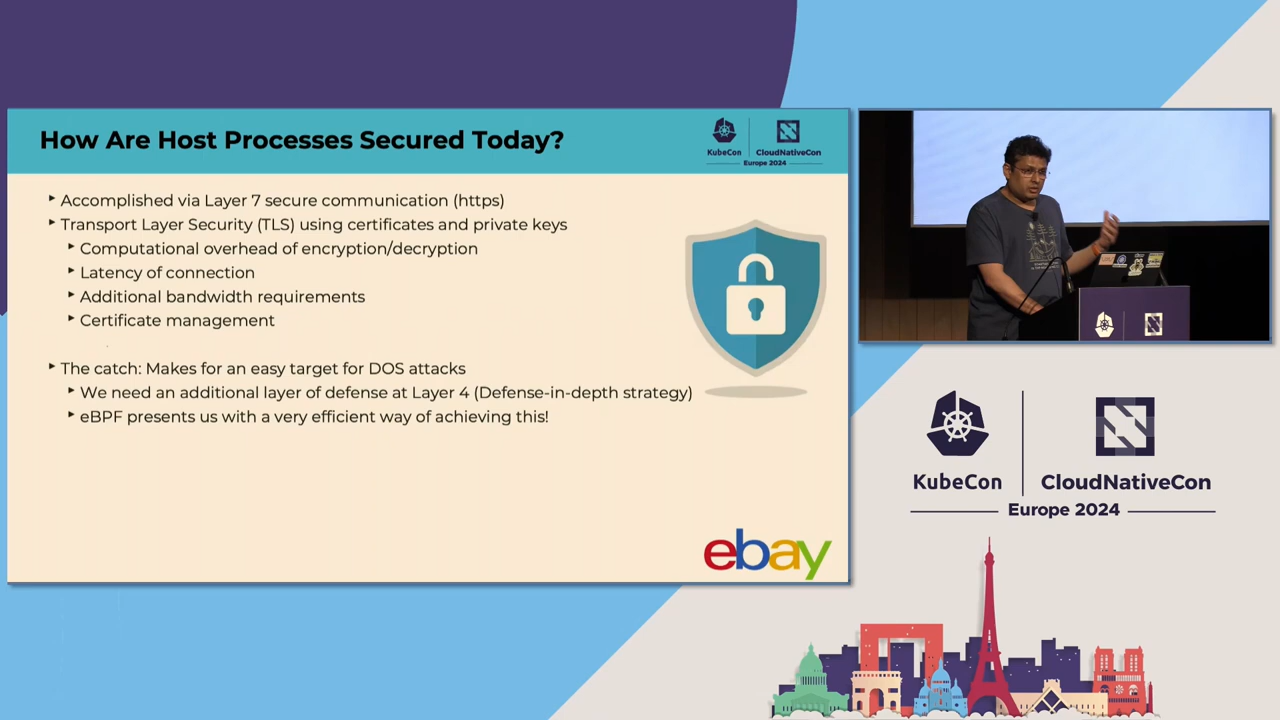 How Are Host Processes Secured Today?
KubeCon
CloudNativeCon
Europe 2024
Accomplished via Layer 7 secure communication (https)
Transport Layer Security (TLS) using certificates and private keys
Computational overhead of encryption/decryption
Latency of connection
Additional bandwidth requirements
Certificate management
The catch: Makes for an easy target for DOS attacks
We need an additional layer of defense at Layer 4 (Defense-in-depth strategy)
eBPF presents us with a very efficient way of achieving this!
ebay
KubeCon
CloudNativeCon
Europe 2024